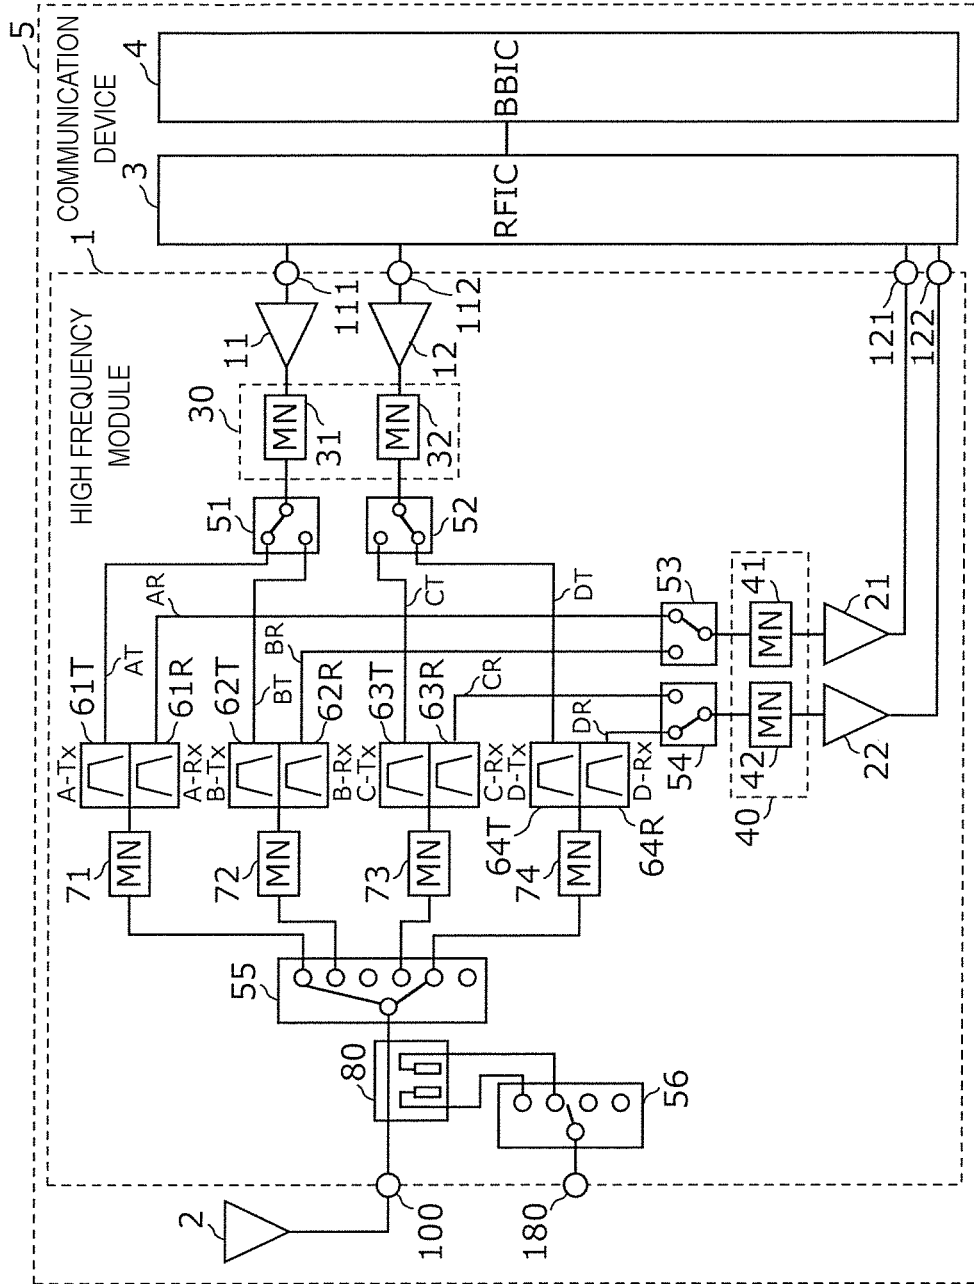 5
COMMUNICATION
DEVICE
4
BBIC
3
RFIC
1
HIGH FREQUENCY
MODULE
111
112
11
12
121
122
30
MN
31
MN
32
51
52
AR
CT
DT
53
MN
41
21
AT
BR
BT
CR
DR
54
MN
42
22
40
61T
61R
62T
62R
63T
63R
A-Tx
A-Rx
B-Tx
B-Rx
C-Tx
C-Rx
D-Tx
D-Rx
64T
64R
71
MN
72
MN
73
MN
74
MN
55
80
56
2
100
180